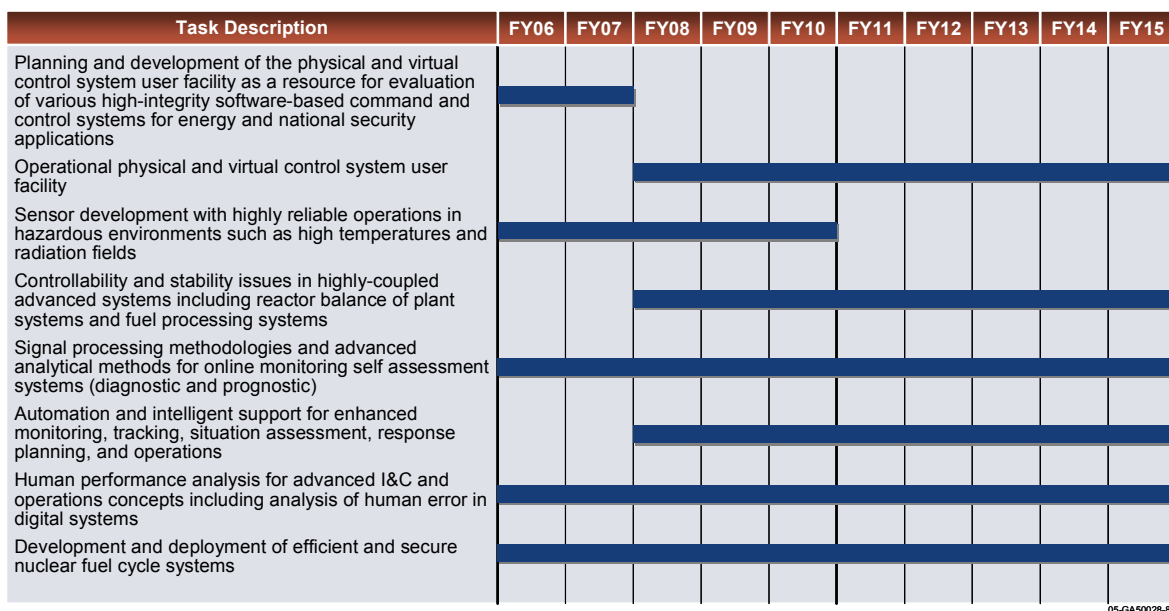 Task Description FY06 FY07 FY08 FY09 FY10 FY11 FY12 FY13 FY14 FY15
Planning and development of the physical and virtual
control system user facility as a resource for evaluation
of various high-integrity software-based command and
control systems for energy and national security
applications
Operational physical and virtual control system user
facility
Sensor development with highly reliable operations in
hazardous environments such as high temperatures and
radiation fields
Controllability and stability issues in highly-coupled
advanced systems including reactor balance of plant
systems and fuel processing systems
Signal processing methodologies and advanced
analytical methods for online monitoring self assessment
systems (diagnostic and prognostic)
Automation and intelligent support for enhanced
monitoring, tracking, situation assessment, response
planning, and operations
Human performance analysis for advanced I&C and
operations concepts including analysis of human error in
digital systems
Development and deployment of efficient and secure
nuclear fuel cycle systems
05-GA50028-8